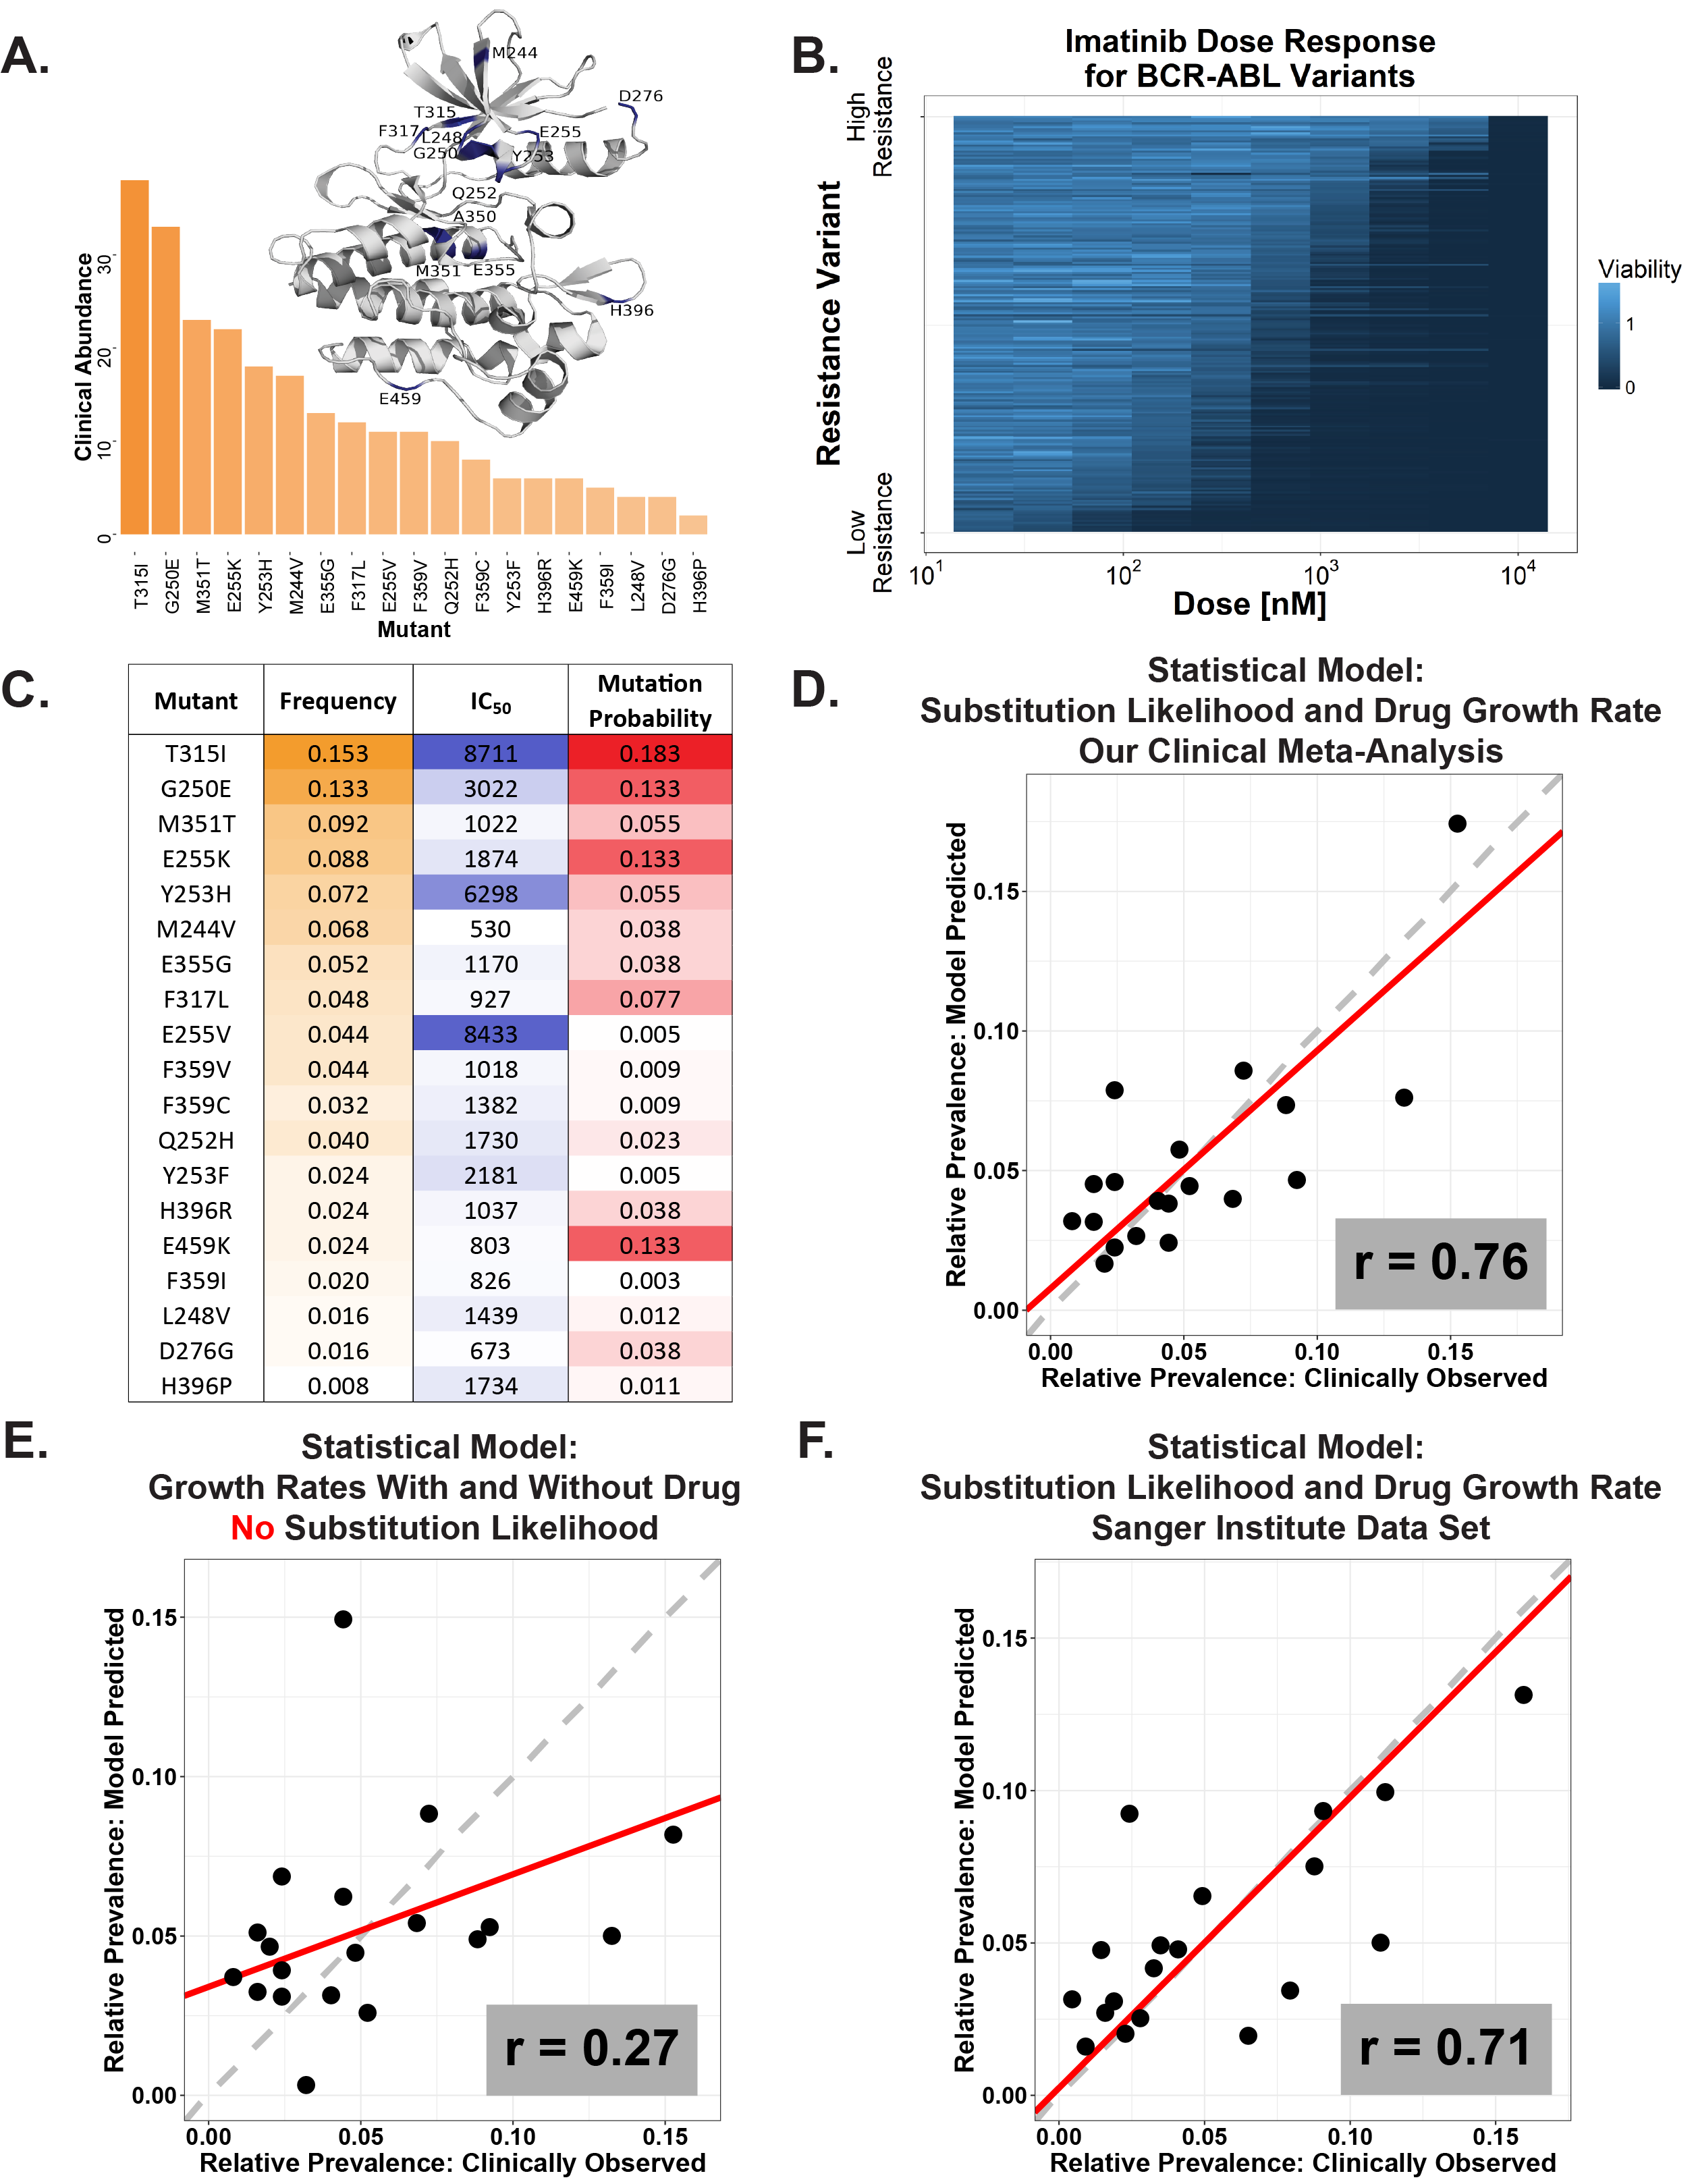 A.
M244
D276
T315
F317
L248
E255
G250
Y253
Q252
A350
M351
E355
H396
E459
Clinical Abundance
30
20
10
0
T315I
G250E
M351T
E255K
Y253H
M244V
E355G
F317L
E255V
F359V
Q252H
F359C
Y253F
H396R
E459K
F359I
L248V
D276G
H396P
Mutant
B.
Imatinib Dose Response
for BCR-ABL Variants
High
Resistance
Resistance Variant
Low
Resistance
10¹
10²
10³
10⁴
Dose [nM]
Viability
1
0
C.
Mutant Frequency IC₅₀ Mutation Probability
T315I 0.153 8711 0.183
G250E 0.133 3022 0.133
M351T 0.092 1022 0.055
E255K 0.088 1874 0.133
Y253H 0.072 6298 0.055
M244V 0.068 530 0.038
E355G 0.052 1170 0.038
F317L 0.048 927 0.077
E255V 0.044 8433 0.005
F359V 0.044 1018 0.009
F359C 0.032 1382 0.009
Q252H 0.040 1730 0.023
Y253F 0.024 2181 0.005
H396R 0.024 1037 0.038
E459K 0.024 803 0.133
F359I 0.020 826 0.003
L248V 0.016 1439 0.012
D276G 0.016 673 0.038
H396P 0.008 1734 0.011
D.
Statistical Model:
Substitution Likelihood and Drug Growth Rate
Our Clinical Meta-Analysis
Relative Prevalence: Model Predicted
0.15
0.10
0.05
0.00
r = 0.76
0.00 0.05 0.10 0.15
Relative Prevalence: Clinically Observed
E.
Statistical Model:
Growth Rates With and Without Drug
No Substitution Likelihood
Relative Prevalence: Model Predicted
0.15
0.10
0.05
0.00
r = 0.27
0.00 0.05 0.10 0.15
Relative Prevalence: Clinically Observed
F.
Statistical Model:
Substitution Likelihood and Drug Growth Rate
Sanger Institute Data Set
Relative Prevalence: Model Predicted
0.15
0.10
0.05
0.00
r = 0.71
0.00 0.05 0.10 0.15
Relative Prevalence: Clinically Observed